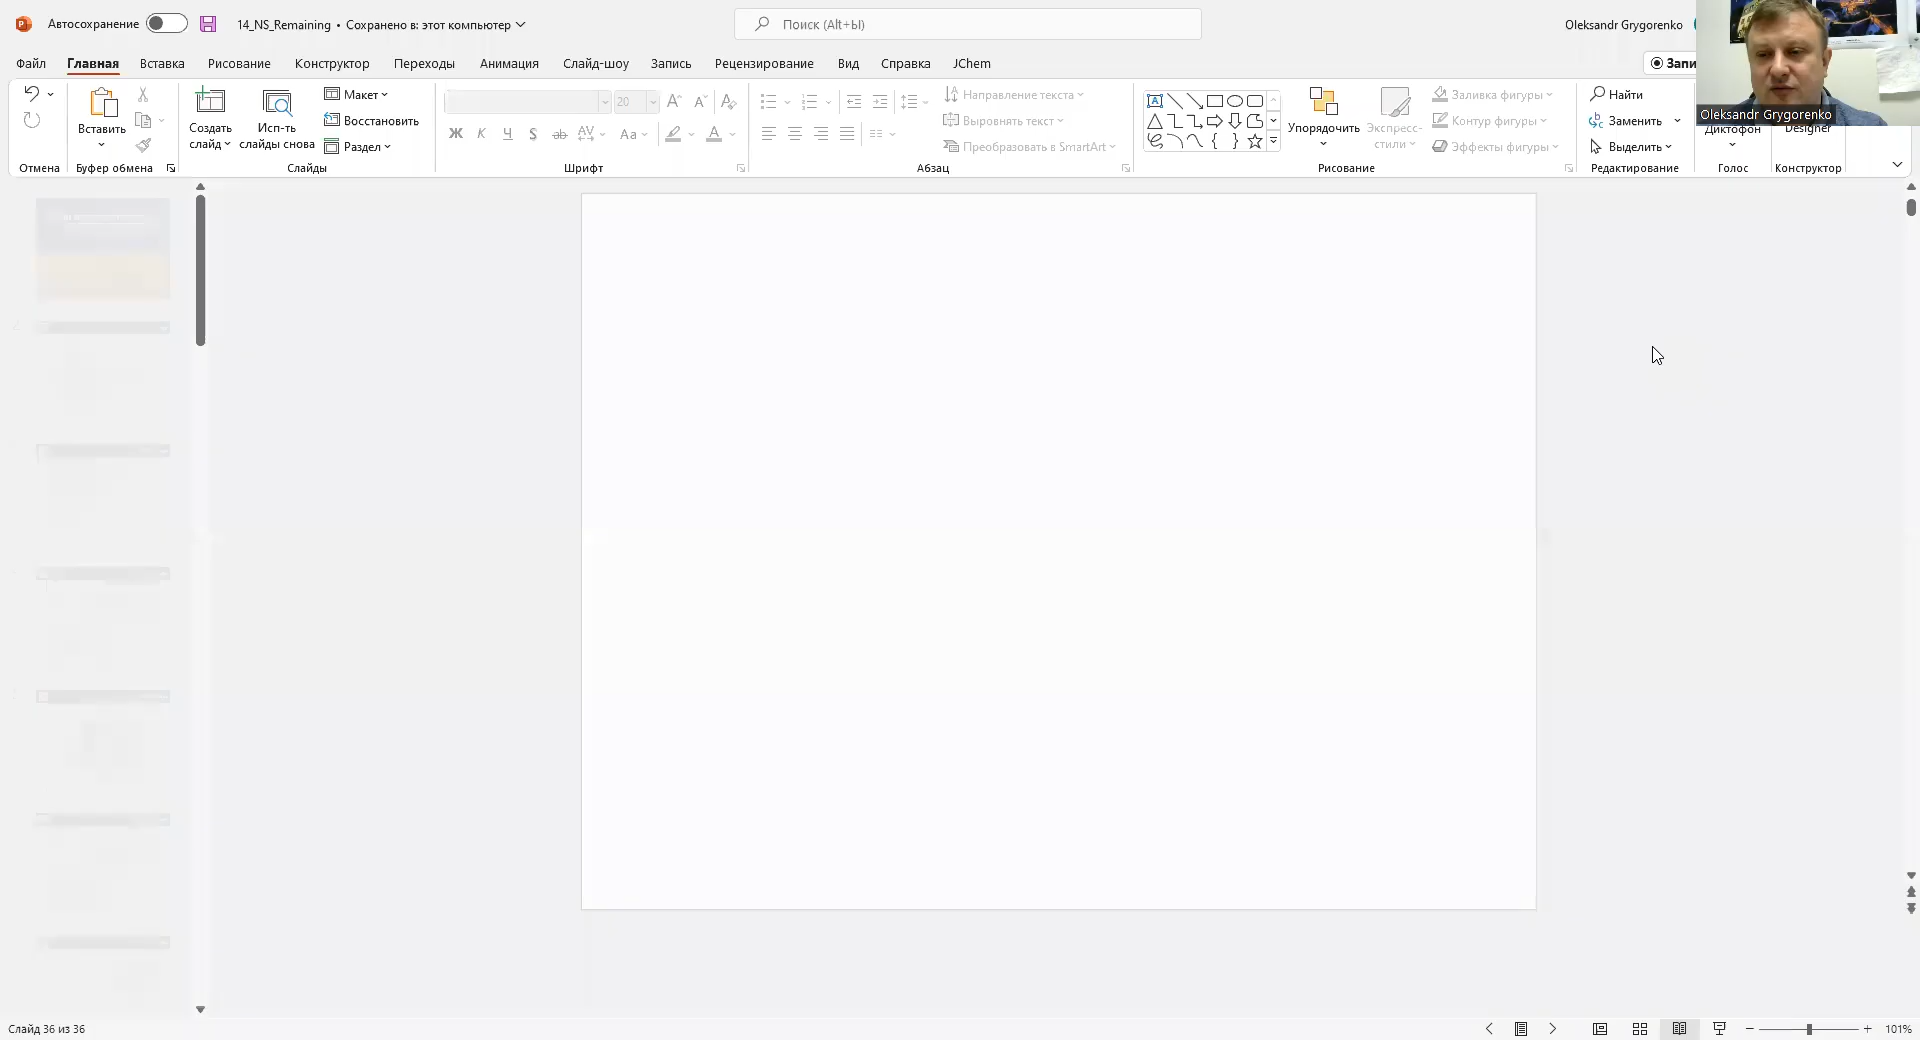 Автосохранение
14_NS_Remaining • Сохранено в: этот компьютер
Поиск (Alt+Ы)
Oleksandr Grygorenko
Файл Главная Вставка Рисование Конструктор Переходы Анимация Слайд-шоу Запись Рецензирование Вид Справка JChem
Запи
Вставить
Создать слайд
Исп-ть слайды снова
Макет
Восстановить
Раздел
20
Ж К Ч S ab AV Aa A
Направление текста
Выровнять текст
Преобразовать в SmartArt
Упорядочить
Экспресс-стили
Заливка фигуры
Контур фигуры
Эффекты фигуры
Найти
Заменить
Выделить
Oleksandr Grygorenko
Диктофон
Designer
Отмена Буфер обмена Слайды Шрифт Абзац Рисование Редактирование Голос Конструктор
Слайд 36 из 36
101%